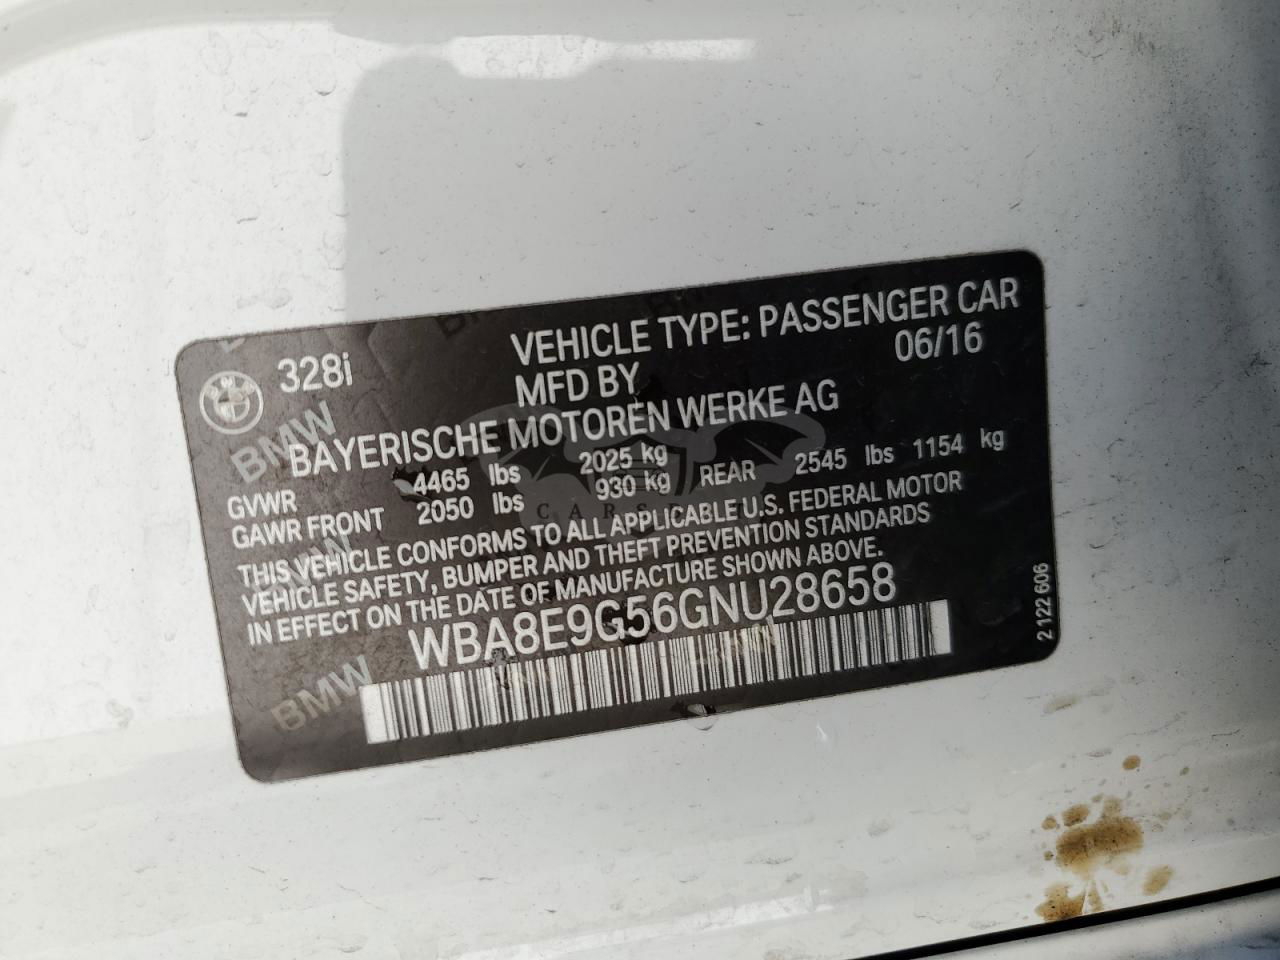 328i
VEHICLE TYPE: PASSENGER CAR
MFD BY 06/16
BAYERISCHE MOTOREN WERKE AG
GVWR 4465 lbs 2025 kg
GAWR FRONT 2050 lbs 930 kg REAR 2545 lbs 1154 kg
THIS VEHICLE CONFORMS TO ALL APPLICABLE U.S. FEDERAL MOTOR
VEHICLE SAFETY, BUMPER AND THEFT PREVENTION STANDARDS
IN EFFECT ON THE DATE OF MANUFACTURE SHOWN ABOVE.
WBA8E9G56GNU28658
2 122 606
BMW
BMW